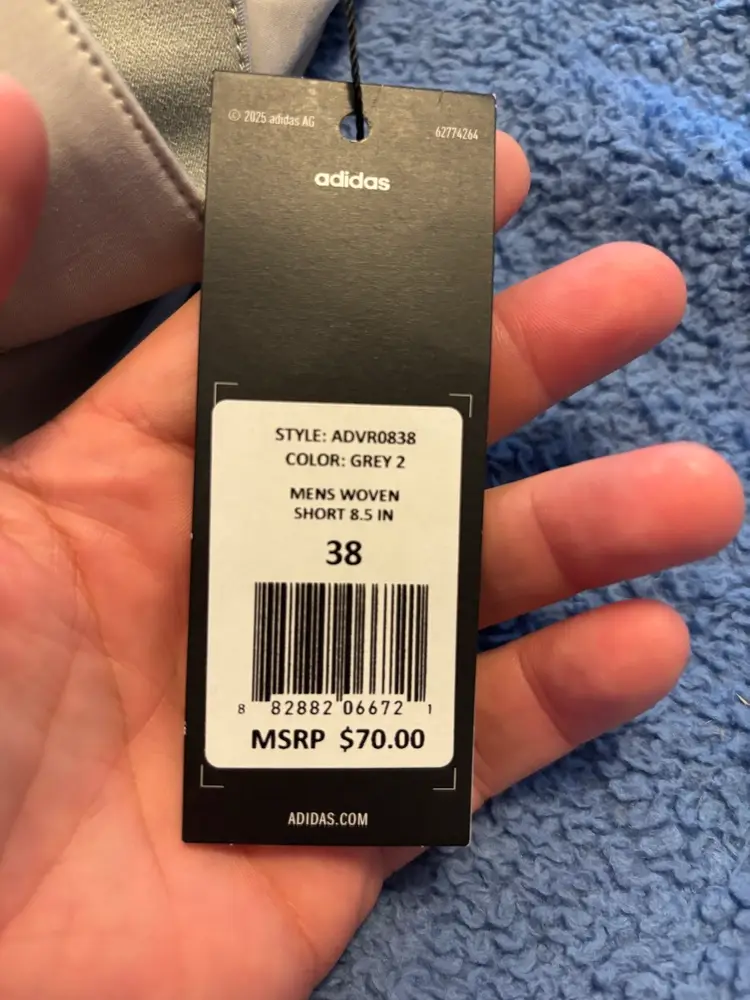 © 2025 adidas AG
62774264
adidas
STYLE: ADVR0838
COLOR: GREY 2
MENS WOVEN
SHORT 8.5 IN
38
8 82882 06672 1
MSRP $70.00
ADIDAS.COM